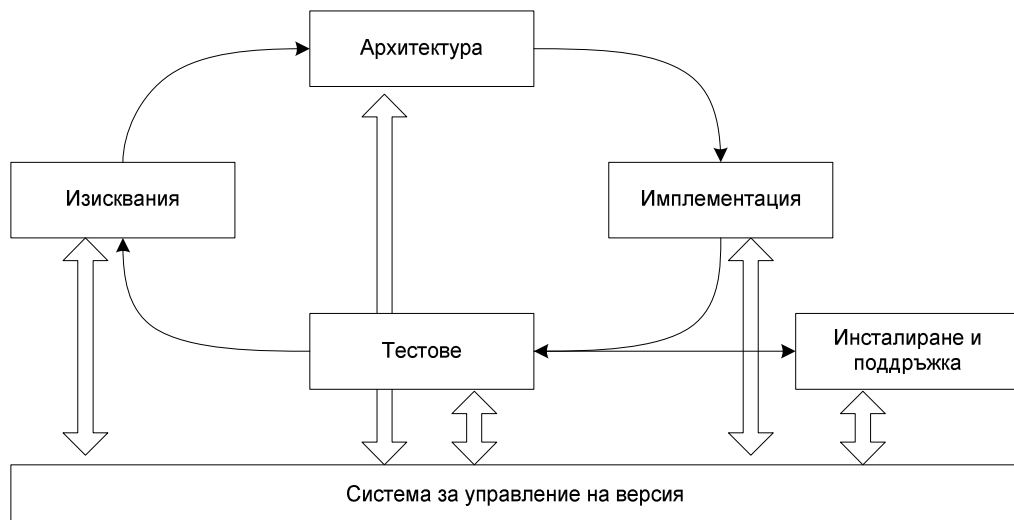 Архитектура
Изисквания
Имплементация
Тестове
Инсталиране и
поддръжка
Система за управление на версия